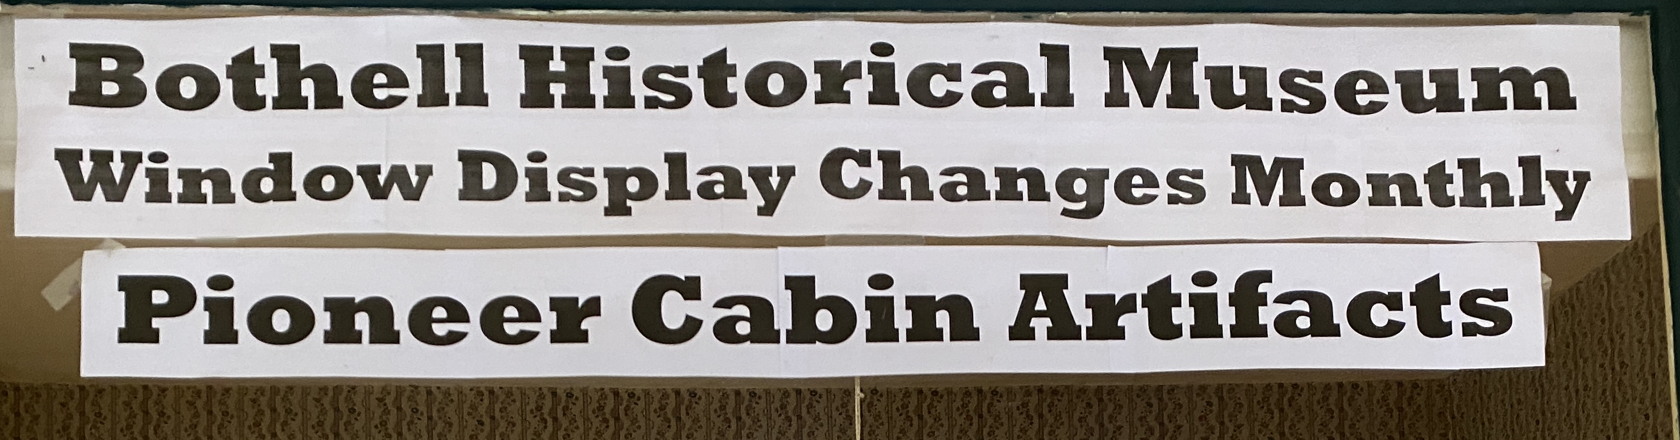 Bothell Historical Museum
Window Display Changes Monthly
Pioneer Cabin Artifacts